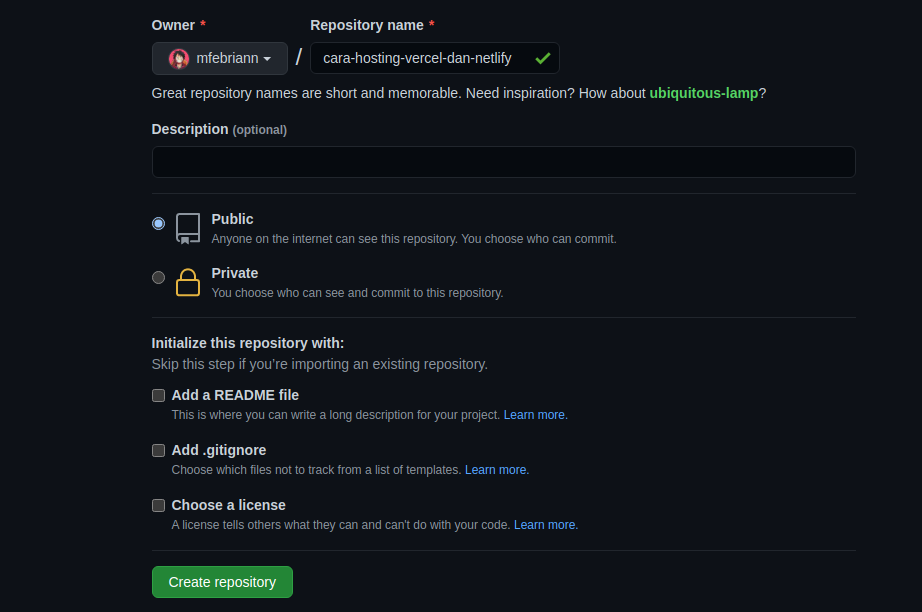 Owner * Repository name *
mfebriann / cara-hosting-vercel-dan-netlify
Great repository names are short and memorable. Need inspiration? How about ubiquitous-lamp?
Description (optional)
Public
Anyone on the internet can see this repository. You choose who can commit.
Private
You choose who can see and commit to this repository.
Initialize this repository with:
Skip this step if you’re importing an existing repository.
Add a README file
This is where you can write a long description for your project. Learn more.
Add .gitignore
Choose which files not to track from a list of templates. Learn more.
Choose a license
A license tells others what they can and can't do with your code. Learn more.
Create repository